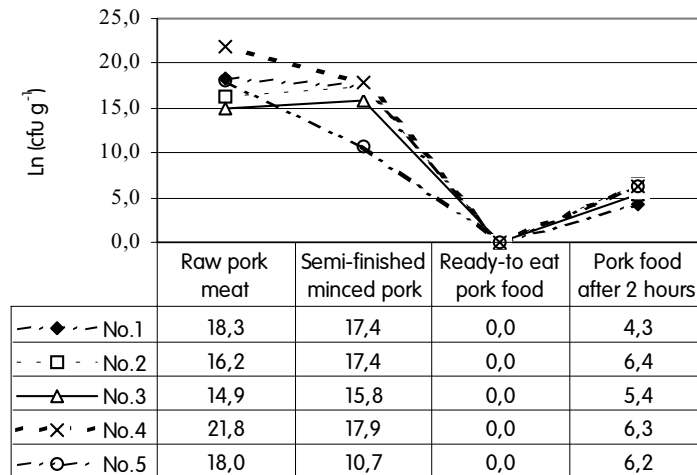 Ln (cfu g-1)
25,0
20,0
15,0
10,0
5,0
0,0
Raw pork meat Semi-finished minced pork Ready-to eat pork food Pork food after 2 hours
No.1 18,3 17,4 0,0 4,3
No.2 16,2 17,4 0,0 6,4
No.3 14,9 15,8 0,0 5,4
No.4 21,8 17,9 0,0 6,3
No.5 18,0 10,7 0,0 6,2